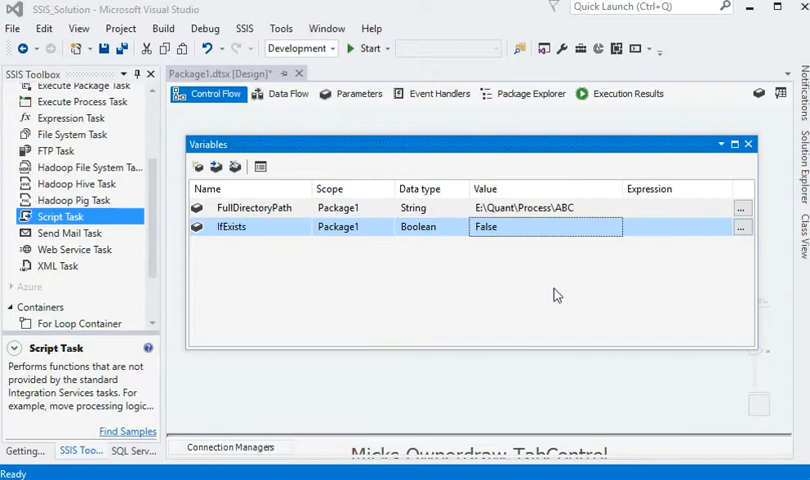 SSIS_Solution - Microsoft Visual Studio
Quick Launch (Ctrl+Q)
File Edit View Project Build Debug SSIS Tools Window Help
Development Start
SSIS Toolbox
Package1.dtsx [Design]*
Execute Package Task
Execute Process Task
Expression Task
File System Task
FTP Task
Hadoop File System Ta...
Hadoop Hive Task
Hadoop Pig Task
Script Task
Send Mail Task
Web Service Task
XML Task
Azure
Containers
For Loop Container
Control Flow Data Flow Parameters Event Handlers Package Explorer Execution Results
Variables
Name Scope Data type Value Expression
FullDirectoryPath Package1 String E:\Quant\Process\ABC ...
IfExists Package1 Boolean False ...
Script Task
Performs functions that are not
provided by the standard
Integration Services tasks. For
example, move processing logic...
Find Samples
Getting... SSIS Too... SQL Serv...
Connection Managers
Micks Ownerdraw TabControl
Notifications
Solution Explorer
Class View
Ready